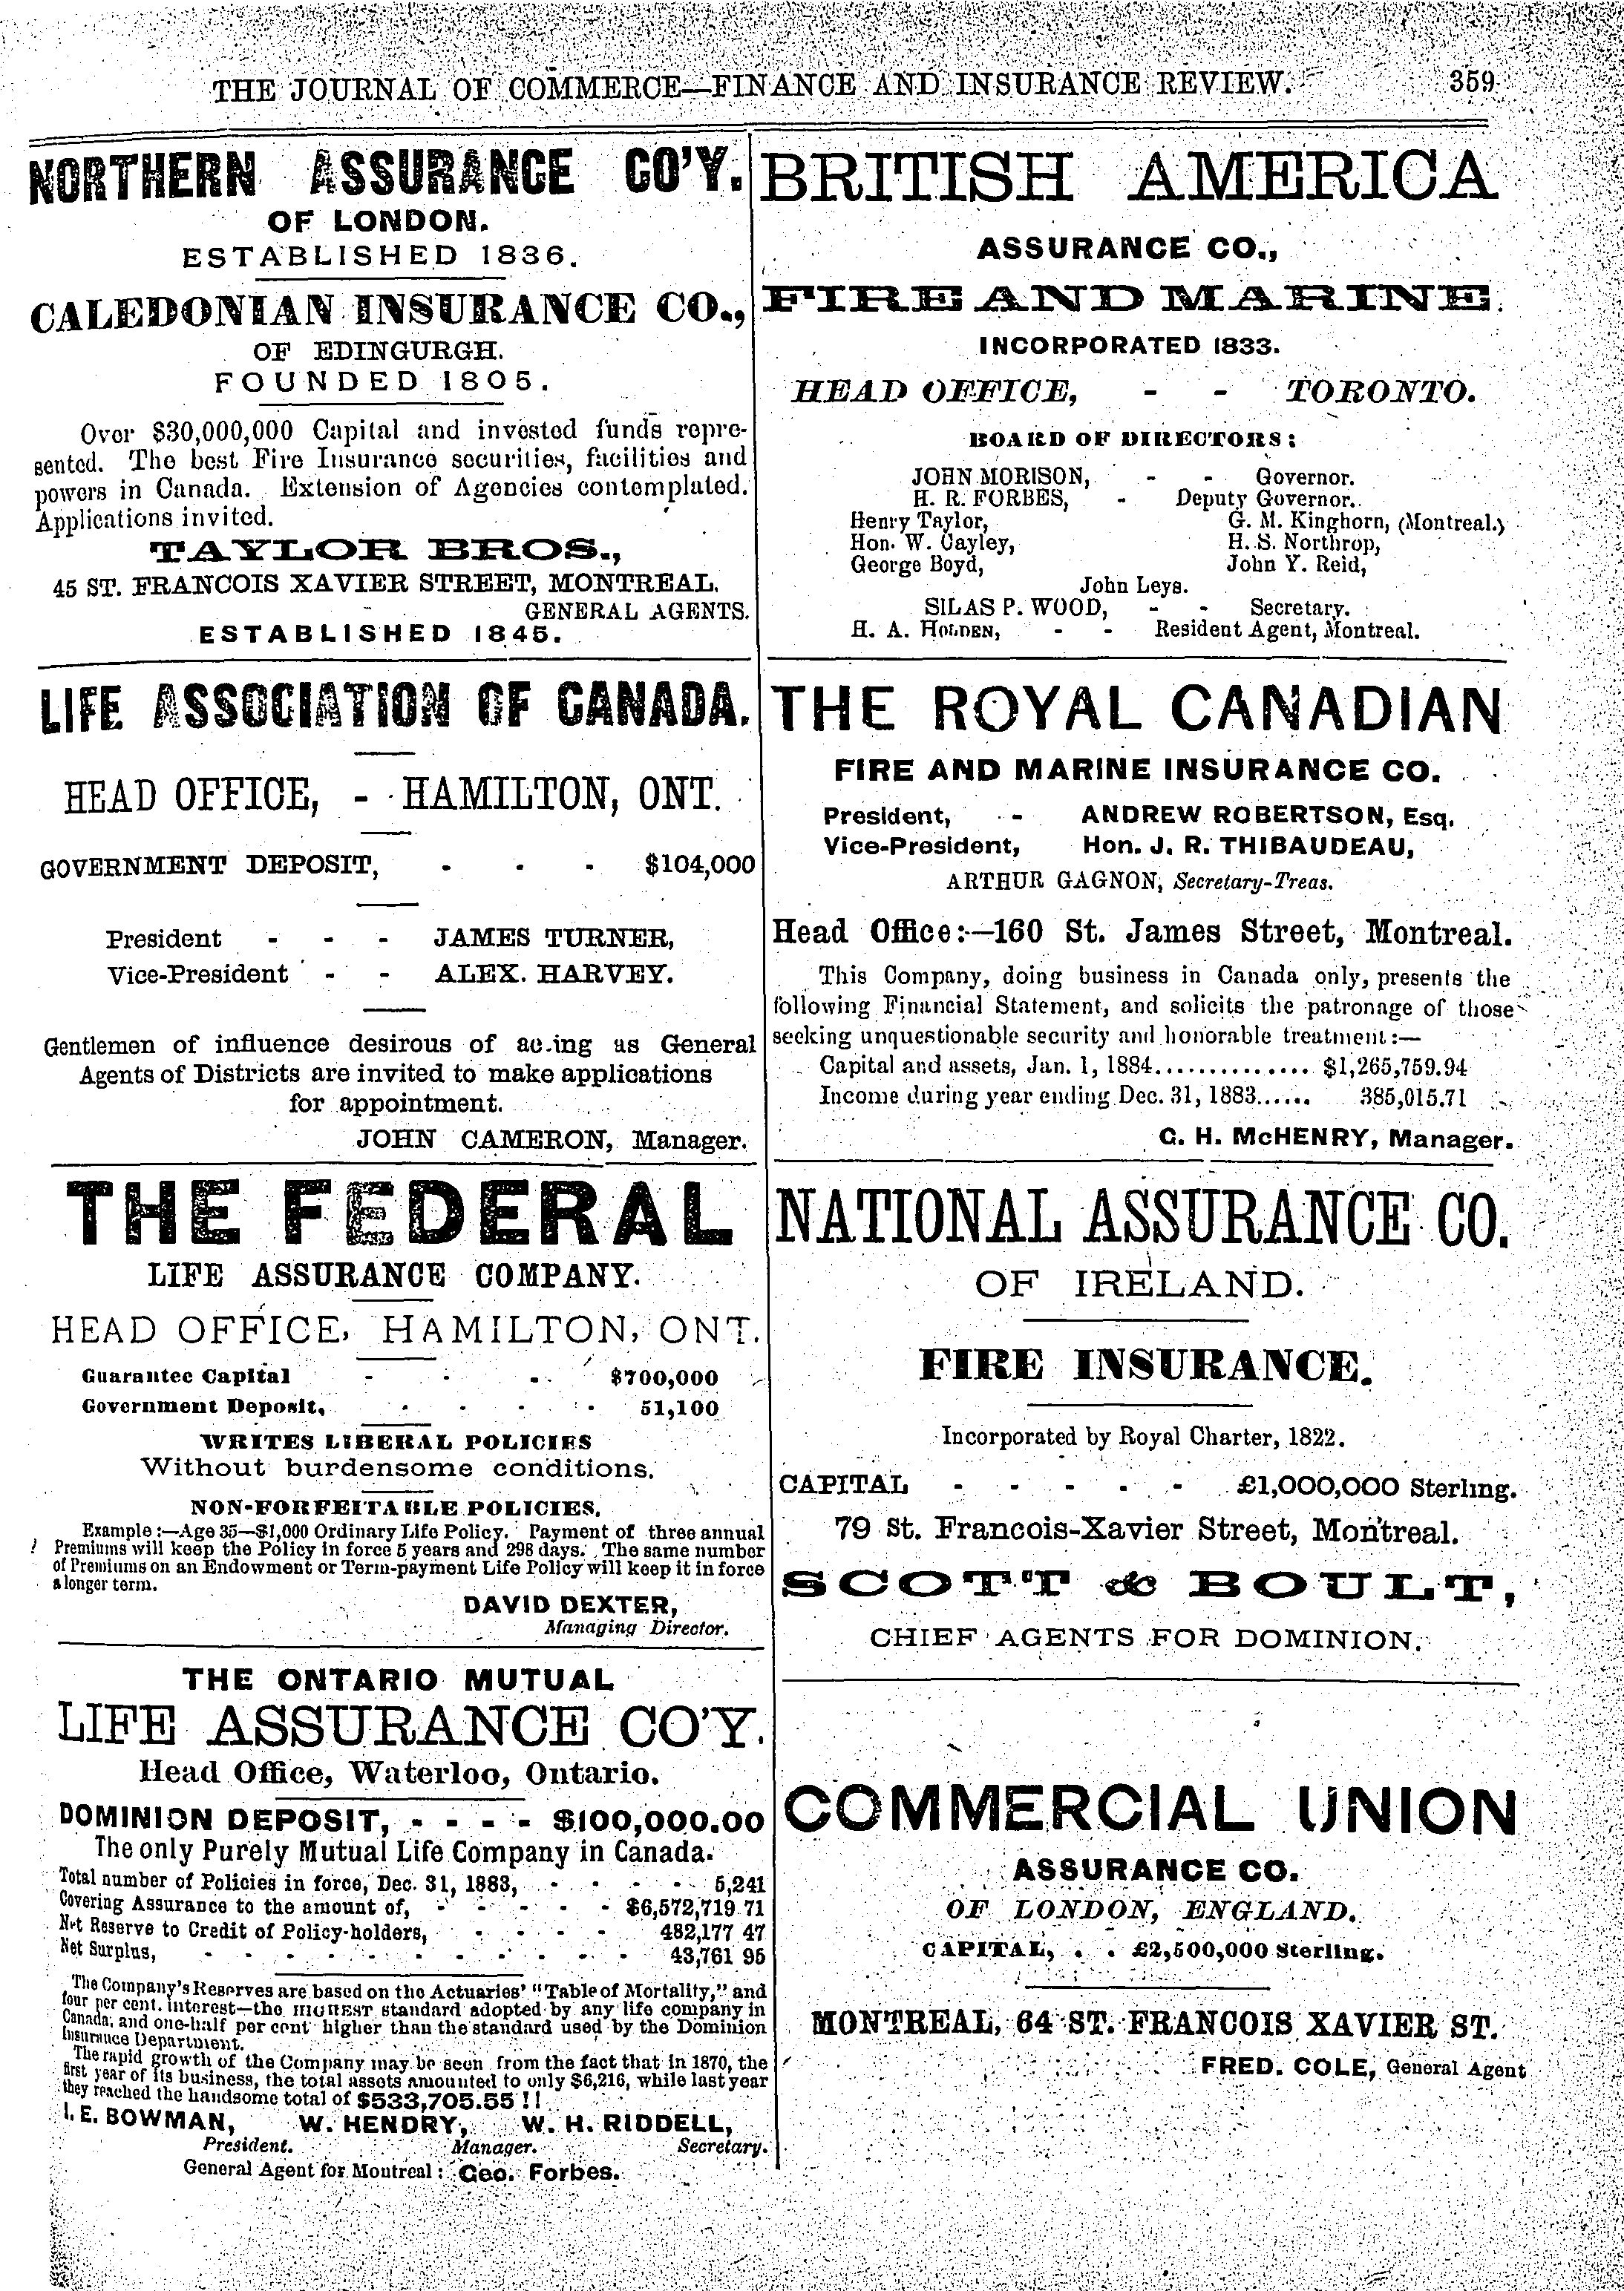 THE JOURNAL OF COMMERCE—FINANCE AND INSURANCE REVIEW. 359
NORTHERN ASSURANCE CO'Y.
OF LONDON.
ESTABLISHED 1836.
CALEDONIAN INSURANCE CO.,
OF EDINGURGH.
FOUNDED 1805.
Over $30,000,000 Capital and invested funds repre-
sented. The best Fire Insurance securities, facilities and
powers in Canada. Extension of Agencies contemplated.
Applications invited.
TAYLOR BROS.,
45 ST. FRANCOIS XAVIER STREET, MONTREAL.
GENERAL AGENTS.
ESTABLISHED 1845.
LIFE ASSOCIATION OF CANADA.
HEAD OFFICE, - HAMILTON, ONT.
GOVERNMENT DEPOSIT, - - - $104,000
President - - - JAMES TURNER,
Vice-President - - ALEX. HARVEY.
Gentlemen of influence desirous of ac.ing as General
Agents of Districts are invited to make applications
for appointment.
JOHN CAMERON, Manager.
THE FEDERAL
LIFE ASSURANCE COMPANY.
HEAD OFFICE, HAMILTON, ONT.
Guarantee Capital - - - $700,000
Government Deposit, - - - - 51,100
WRITES LIBERAL POLICIES
Without burdensome conditions.
NON-FORFEITABLE POLICIES.
Example:—Age 35—$1,000 Ordinary Life Policy. Payment of three annual
Premiums will keep the Policy in force 5 years and 298 days. The same number
of Premiums on an Endowment or Term-payment Life Policy will keep it in force
a longer term.
DAVID DEXTER,
Managing Director.
THE ONTARIO MUTUAL
LIFE ASSURANCE CO'Y.
Head Office, Waterloo, Ontario.
DOMINION DEPOSIT, - - - - $100,000.00
The only Purely Mutual Life Company in Canada.
Total number of Policies in force, Dec. 31, 1883, - - - - 5,241
Covering Assurance to the amount of, - - - - - $6,572,719 71
Net Reserve to Credit of Policy-holders, - - - - 482,177 47
Net Surplus, - - - - - - - - - 43,761 95
The Company's Reserves are based on the Actuaries' "Table of Mortality," and
four per cent. interest—the HIGHEST standard adopted by any life company in
Canada, and one-half per cent higher than the standard used by the Dominion
Insurance Department.
The rapid growth of the Company may be seen from the fact that in 1870, the
first year of its business, the total assets amounted to only $6,216, while last year
they reached the handsome total of $533,705.55 !!
I. E. BOWMAN, W. HENDRY, W. H. RIDDELL,
President. Manager. Secretary.
General Agent for Montreal: Geo. Forbes.
BRITISH AMERICA
ASSURANCE CO.,
FIRE AND MARINE.
INCORPORATED 1833.
HEAD OFFICE, - - TORONTO.
BOARD OF DIRECTORS:
JOHN MORISON, - - Governor.
H. R. FORBES, - Deputy Governor.
Henry Taylor, G. M. Kinghorn, (Montreal.)
Hon. W. Cayley, H. S. Northrop,
George Boyd, John Y. Reid,
John Leys.
SILAS P. WOOD, - - Secretary.
H. A. HOLDEN, - - Resident Agent, Montreal.
THE ROYAL CANADIAN
FIRE AND MARINE INSURANCE CO.
President, - ANDREW ROBERTSON, Esq.
Vice-President, Hon. J. R. THIBAUDEAU,
ARTHUR GAGNON, Secretary-Treas.
Head Office:—160 St. James Street, Montreal.
This Company, doing business in Canada only, presents the
following Financial Statement, and solicits the patronage of those
seeking unquestionable security and honorable treatment:—
Capital and assets, Jan. 1, 1884.............. $1,265,759.94
Income during year ending Dec. 31, 1883...... 385,015.71
G. H. McHENRY, Manager.
NATIONAL ASSURANCE CO.
OF IRELAND.
FIRE INSURANCE.
Incorporated by Royal Charter, 1822.
CAPITAL - - - - - £1,000,000 Sterling.
79 St. Francois-Xavier Street, Montreal.
SCOTT & BOULT,
CHIEF AGENTS FOR DOMINION.
COMMERCIAL UNION
ASSURANCE CO.
OF LONDON, ENGLAND.
CAPITAL, . . £2,500,000 Sterling.
MONTREAL, 64 ST. FRANCOIS XAVIER ST.
FRED. COLE, General Agent